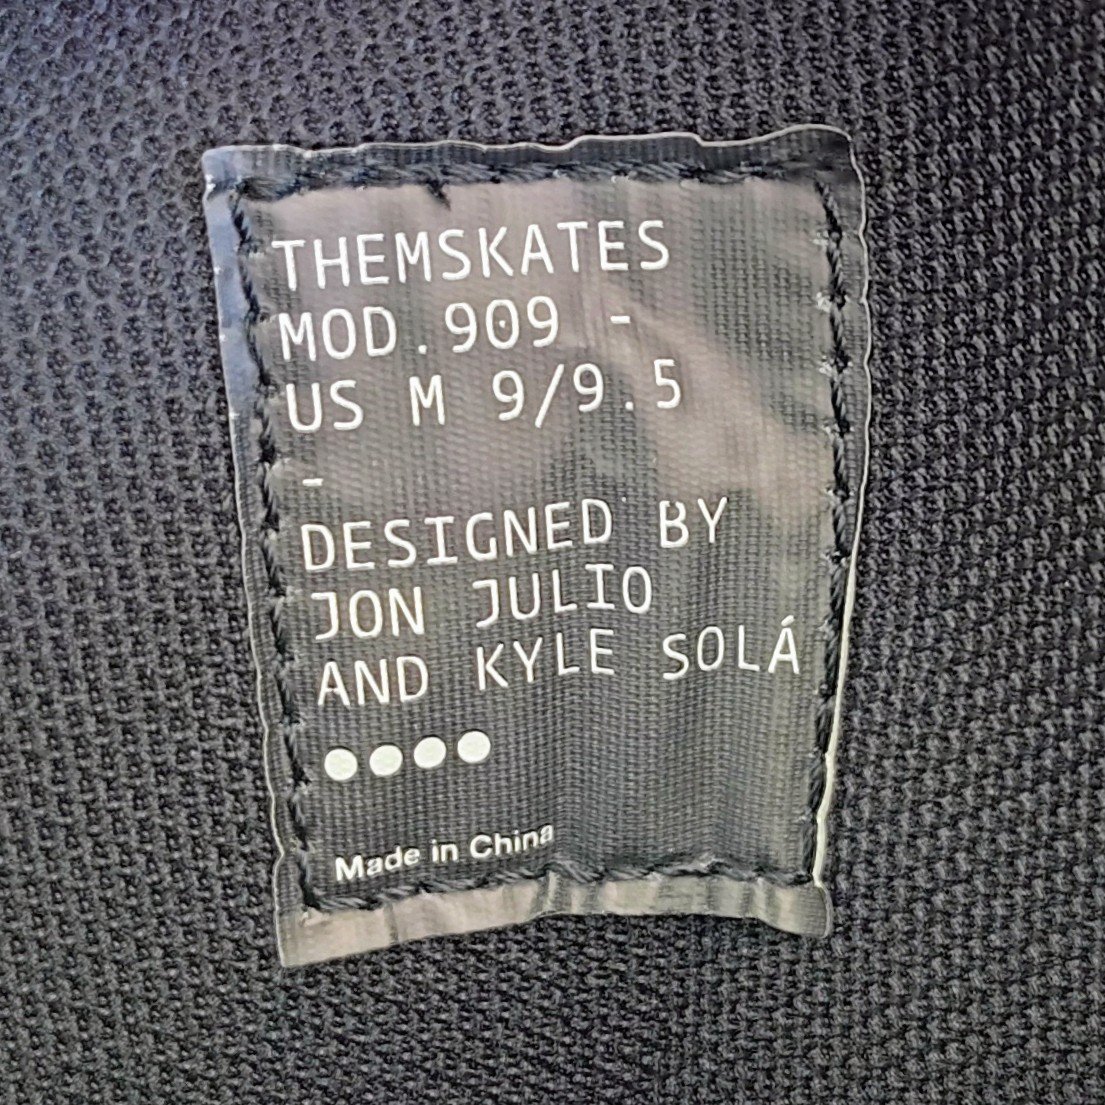 THEMSKATES
MOD.909 -
US M 9/9.5
-
DESIGNED BY
JON JULIO
AND KYLE SOLÁ
●●●●
Made in China